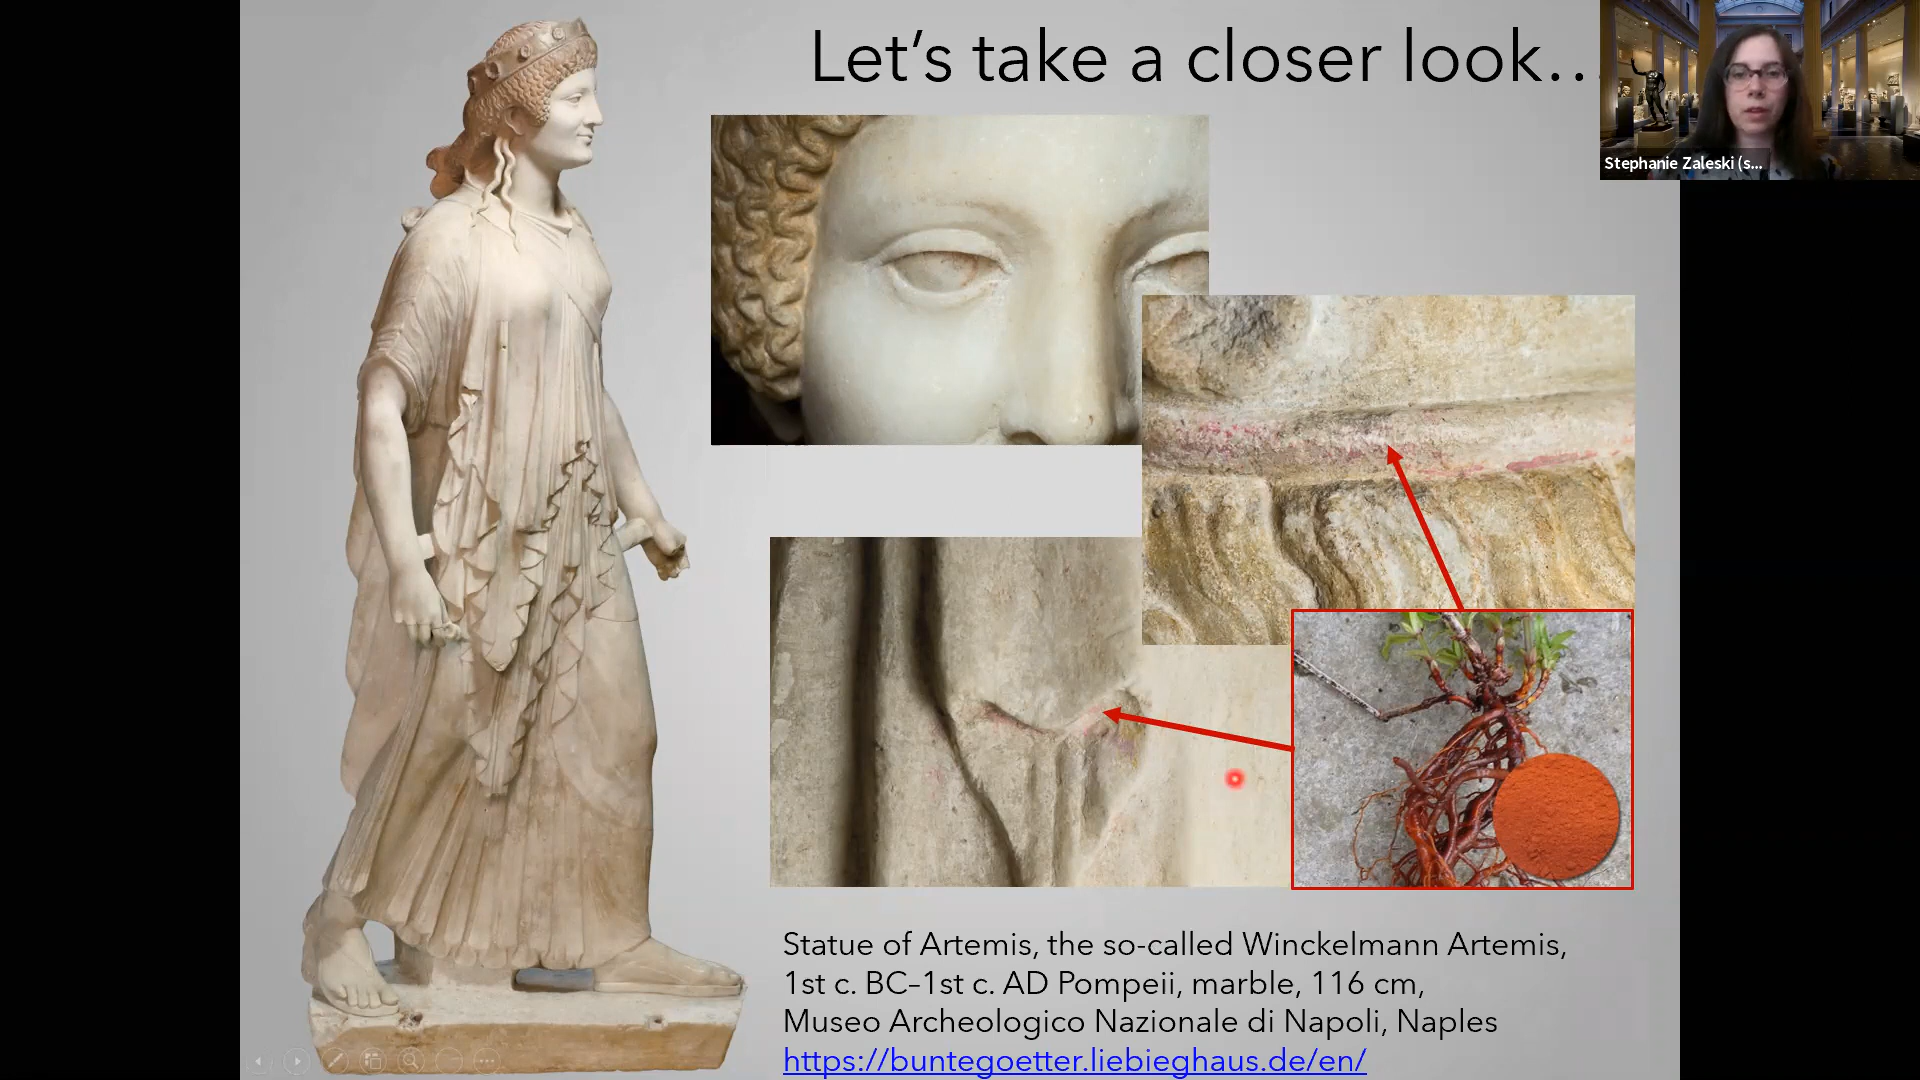 Let's take a closer look...
Stephanie Zaleski (s...
Statue of Artemis, the so-called Winckelmann Artemis,
1st c. BC–1st c. AD Pompeii, marble, 116 cm,
Museo Archeologico Nazionale di Napoli, Naples
https://buntegoetter.liebieghaus.de/en/